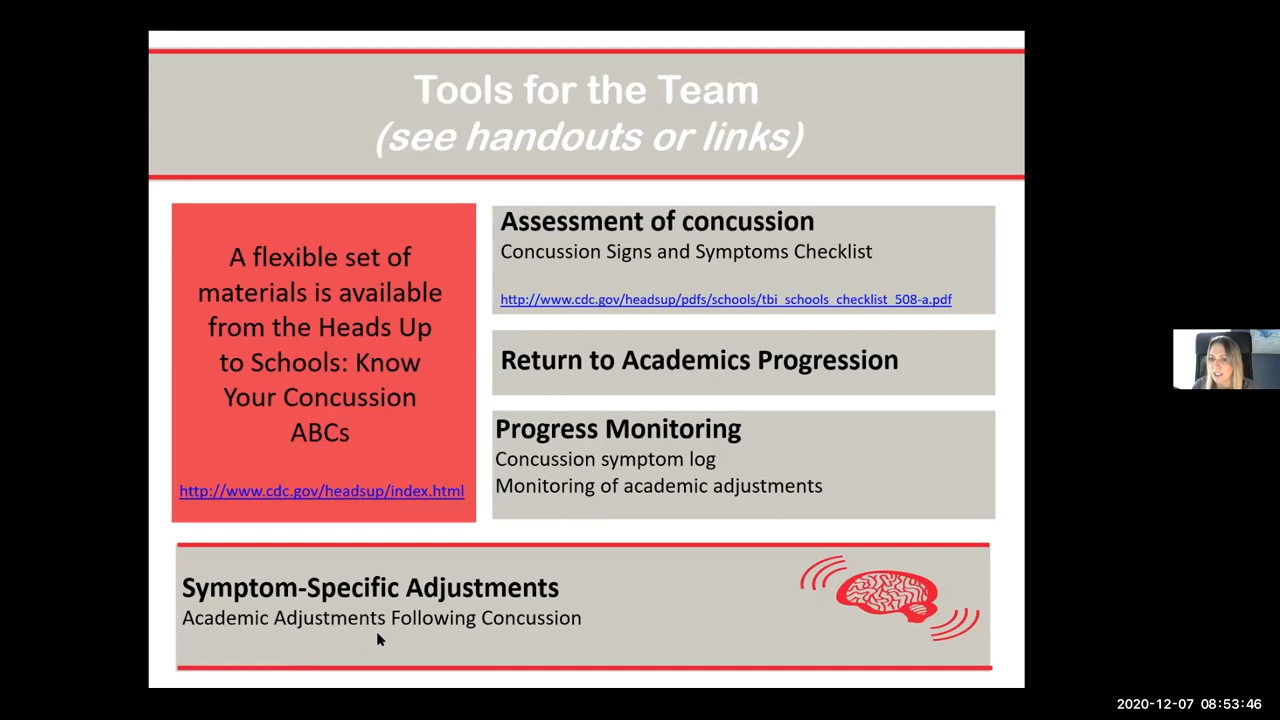 Tools for the Team
(see handouts or links)
A flexible set of
materials is available
from the Heads Up
to Schools: Know
Your Concussion
ABCs
http://www.cdc.gov/headsup/index.html
Assessment of concussion
Concussion Signs and Symptoms Checklist
http://www.cdc.gov/headsup/pdfs/schools/tbi_schools_checklist_508-a.pdf
Return to Academics Progression
Progress Monitoring
Concussion symptom log
Monitoring of academic adjustments
Symptom-Specific Adjustments
Academic Adjustments Following Concussion
2020-12-07 08:53:46